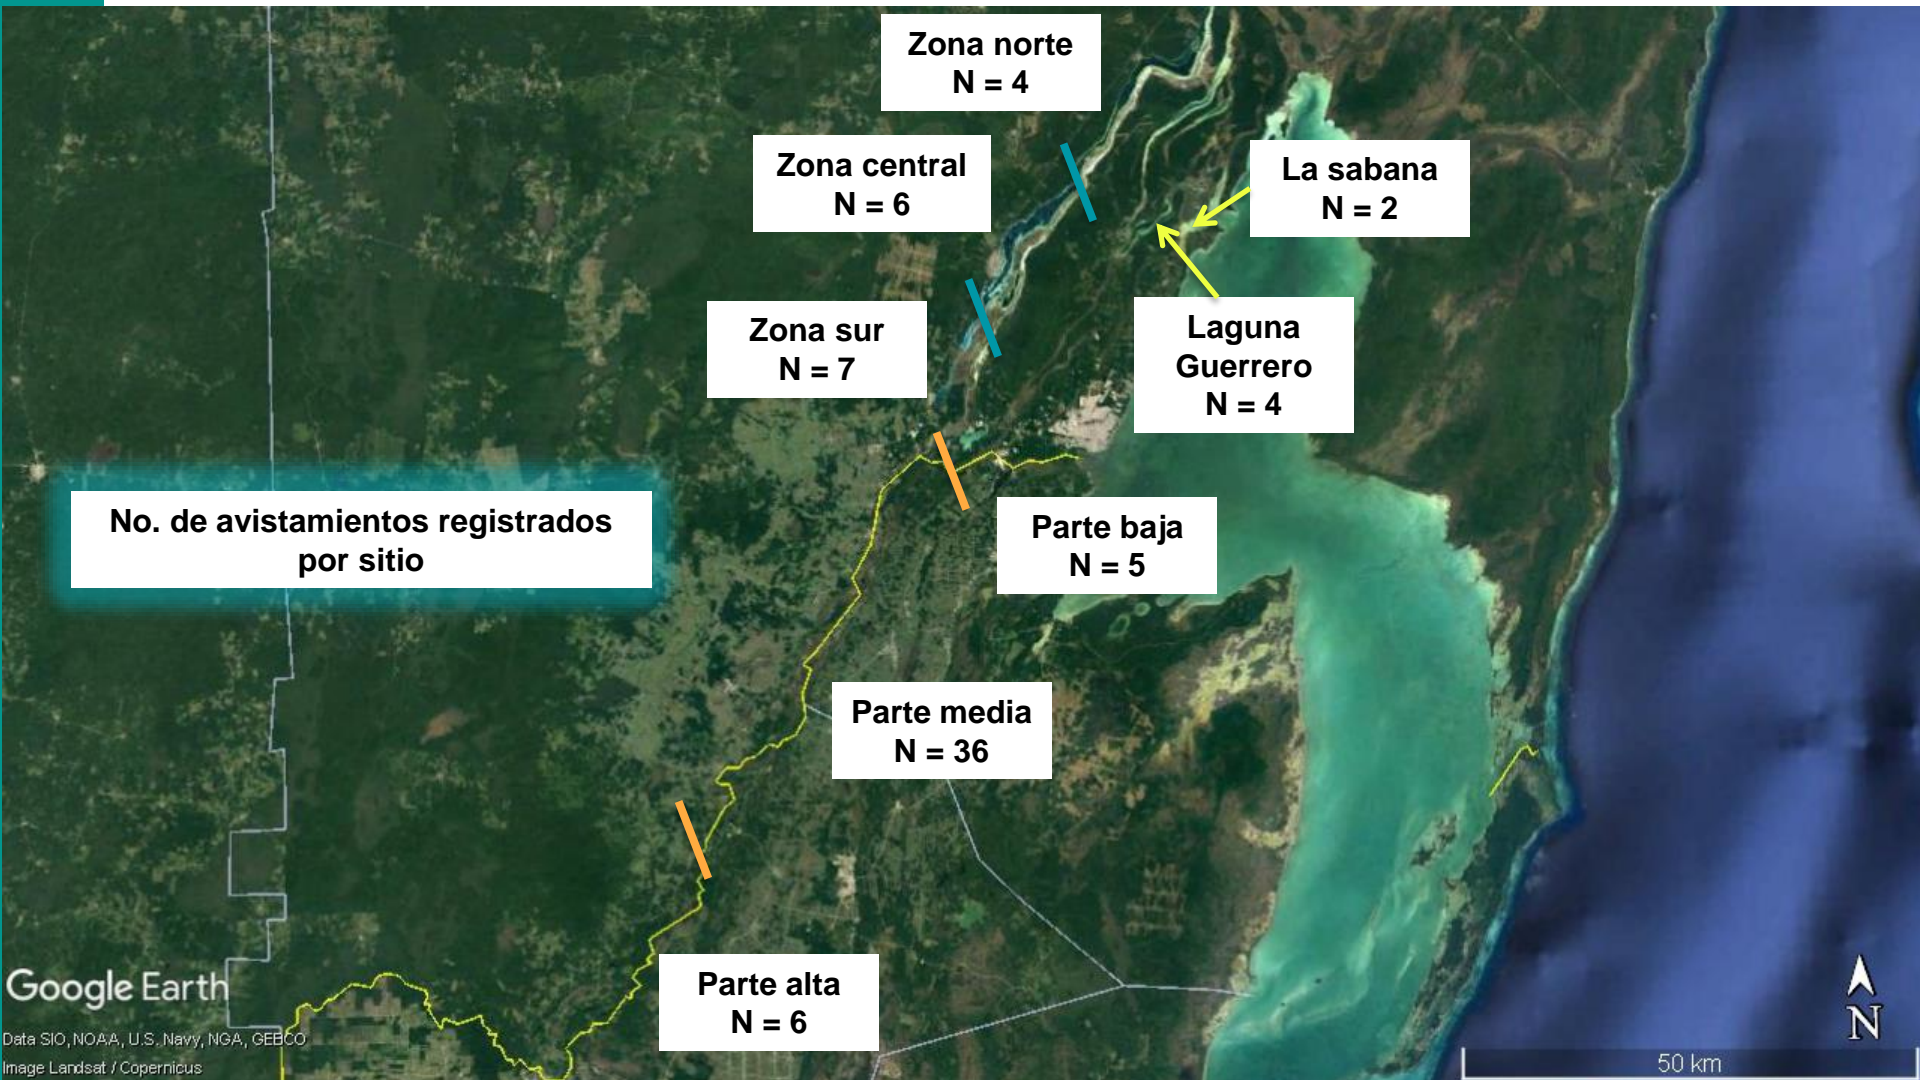 Zona norte
N = 4
Zona central
N = 6
La sabana
N = 2
Zona sur
N = 7
Laguna
Guerrero
N = 4
No. de avistamientos registrados
por sitio
Parte baja
N = 5
Parte media
N = 36
Parte alta
N = 6
Google Earth
Data SIO, NOAA, U.S. Navy, NGA, GEBCO
Image Landsat / Copernicus
N
50 km